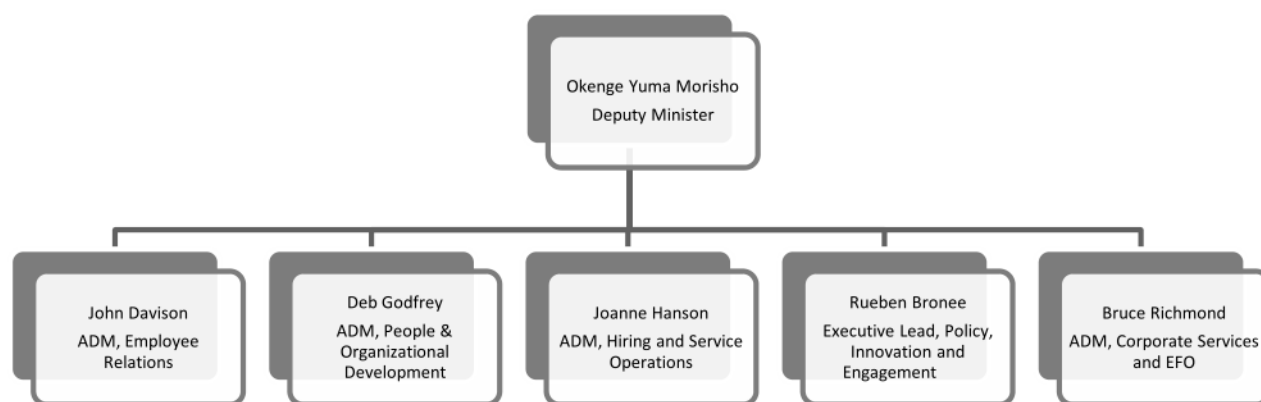 Okenge Yuma Morisho
Deputy Minister
John Davison
ADM, Employee
Relations
Deb Godfrey
ADM, People &
Organizational
Development
Joanne Hanson
ADM, Hiring and Service
Operations
Rueben Bronee
Executive Lead, Policy,
Innovation and
Engagement
Bruce Richmond
ADM, Corporate Services
and EFO